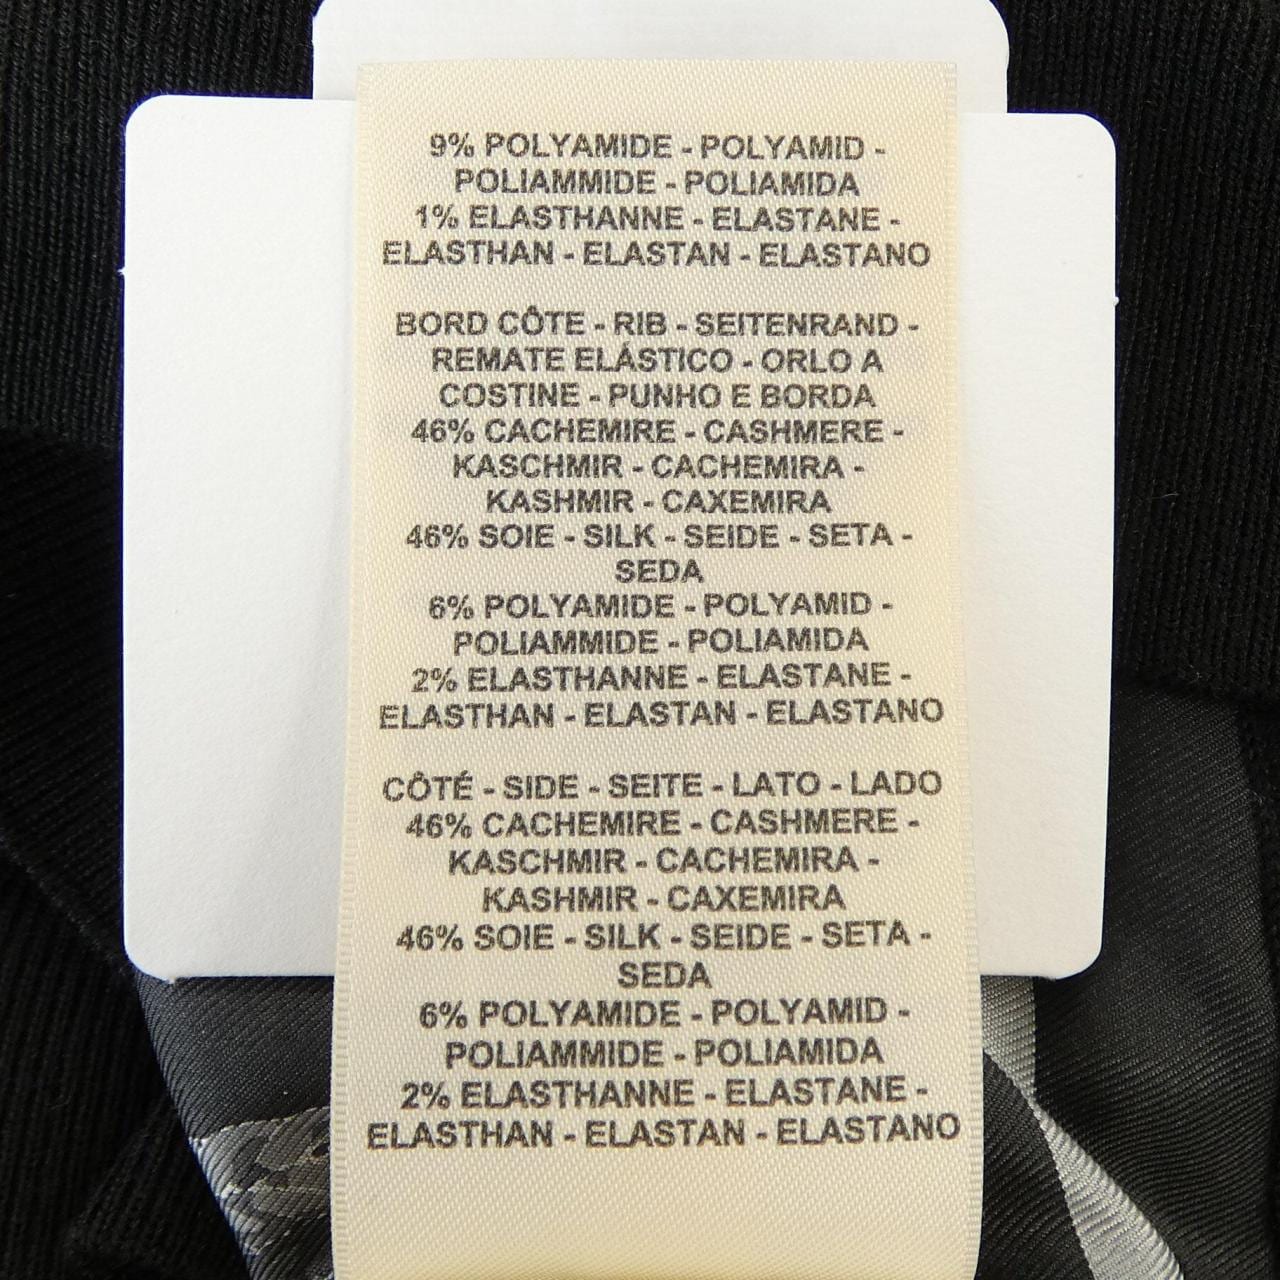 9% POLYAMIDE - POLYAMID -
POLIAMMIDE - POLIAMIDA
1% ELASTHANNE - ELASTANE -
ELASTHAN - ELASTAN - ELASTANO
BORD CÔTE - RIB - SEITENRAND -
REMATE ELÁSTICO - ORLO A
COSTINE - PUNHO E BORDA
46% CACHEMIRE - CASHMERE -
KASCHMIR - CACHEMIRA -
KASHMIR - CAXEMIRA
46% SOIE - SILK - SEIDE - SETA -
SEDA
6% POLYAMIDE - POLYAMID -
POLIAMMIDE - POLIAMIDA
2% ELASTHANNE - ELASTANE -
ELASTHAN - ELASTAN - ELASTANO
CÔTÉ - SIDE - SEITE - LATO - LADO
46% CACHEMIRE - CASHMERE -
KASCHMIR - CACHEMIRA -
KASHMIR - CAXEMIRA
46% SOIE - SILK - SEIDE - SETA -
SEDA
6% POLYAMIDE - POLYAMID -
POLIAMMIDE - POLIAMIDA
2% ELASTHANNE - ELASTANE -
ELASTHAN - ELASTAN - ELASTANO